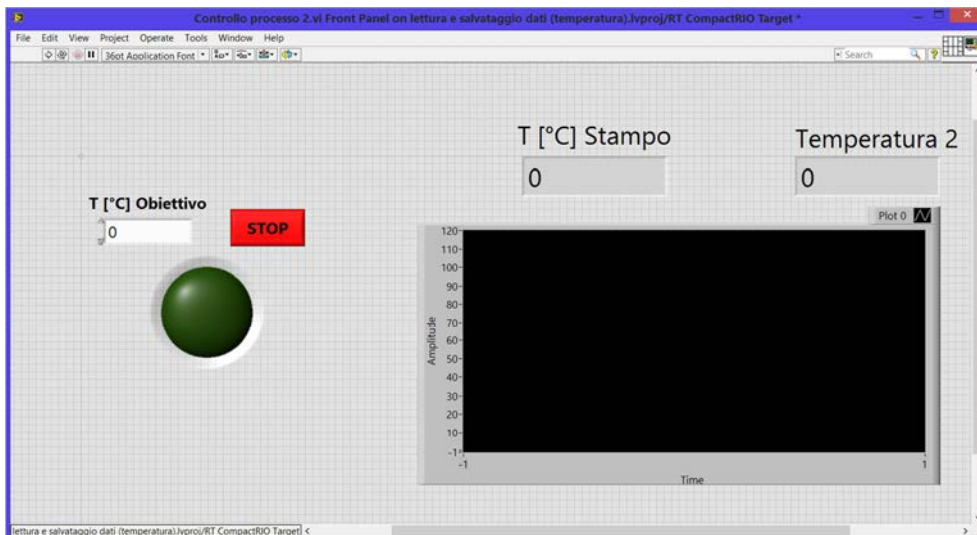 Controllo processo 2.vi Front Panel on lettura e salvataggio dati (temperatura).lvproj/RT CompactRIO Target *
File Edit View Project Operate Tools Window Help
36pt Application Font
Search
T [°C] Stampo
Temperatura 2
0
0
T [°C] Obiettivo
0
STOP
Plot 0
120
110
100
90
80
70
60
50
40
30
20
10
-1
Amplitude
-1
1
Time
lettura e salvataggio dati (temperatura).lvproj/RT CompactRIO Target